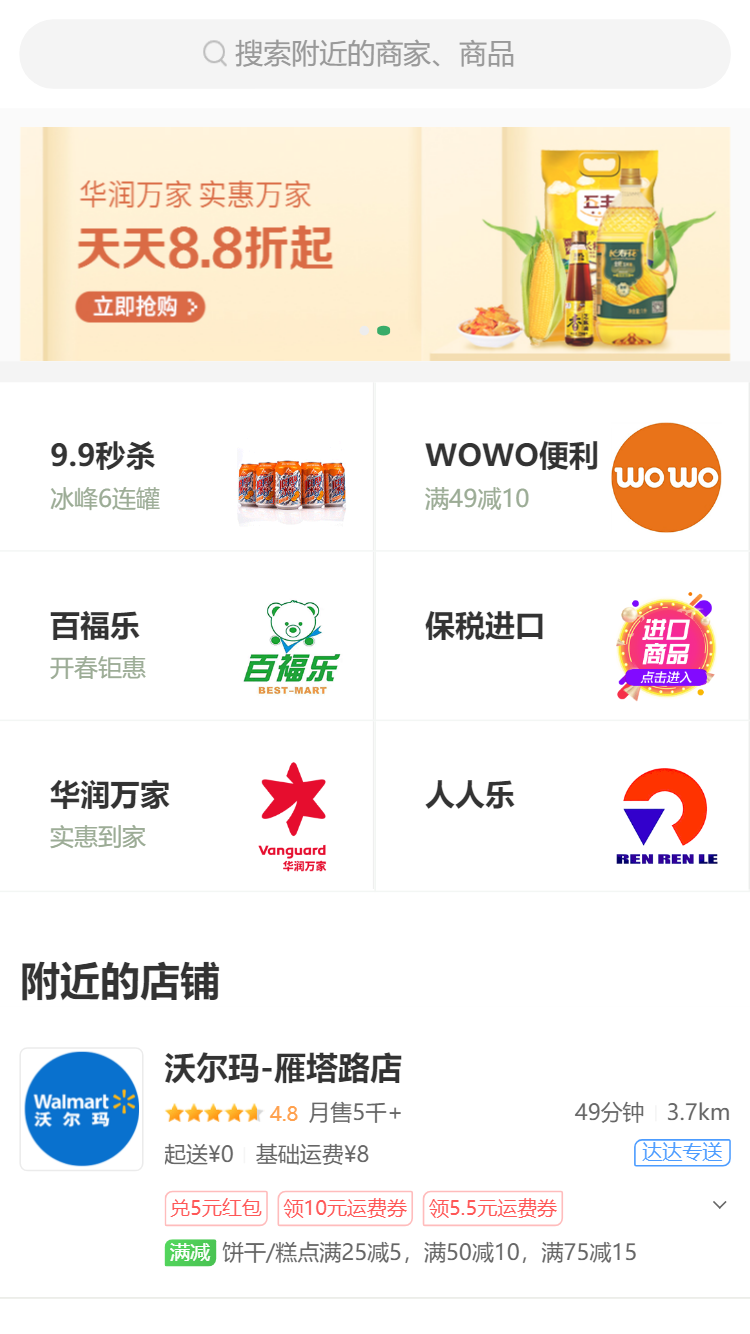 搜索附近的商家、商品
华润万家 实惠万家
天天8.8折起
立即抢购
五丰
9.9秒杀
冰峰6连罐
WOWO便利
满49减10
wowo
百福乐
开春钜惠
百福乐
BEST-MART
保税进口
进口
商品
点击进入
华润万家
实惠到家
Vanguard
华润万家
人人乐
REN REN LE
附近的店铺
Walmart
沃尔玛
沃尔玛-雁塔路店
4.8 月售5千+ 49分钟 3.7km
起送¥0 基础运费¥8 达达专送
兑5元红包 领10元运费券 领5.5元运费券
满减 饼干/糕点满25减5，满50减10，满75减15